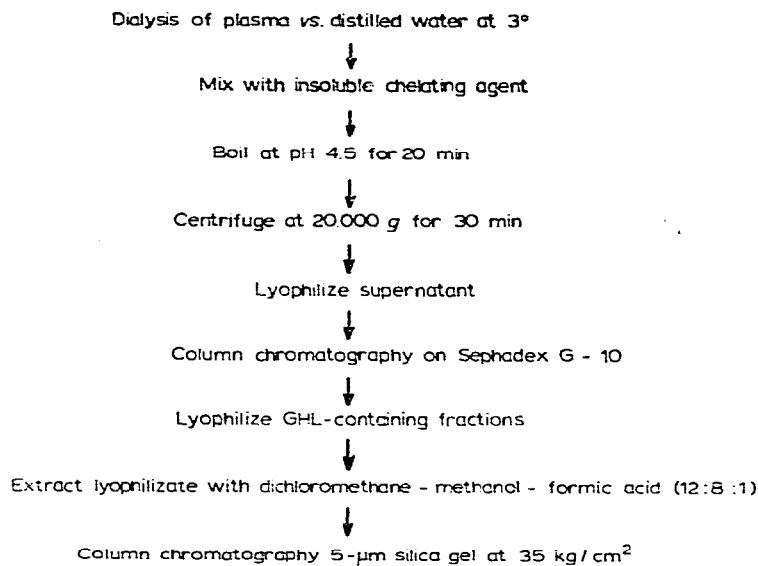 Dialysis of plasma vs. distilled water at 3°
Mix with insoluble chelating agent
Boil at pH 4.5 for 20 min
Centrifuge at 20.000 g for 30 min
Lyophilize supernatant
Column chromatography on Sephadex G - 10
Lyophilize GHL-containing fractions
Extract lyophilizate with dichloromethane - methanol - formic acid (12:8:1)
Column chromatography 5-µm silica gel at 35 kg/cm²